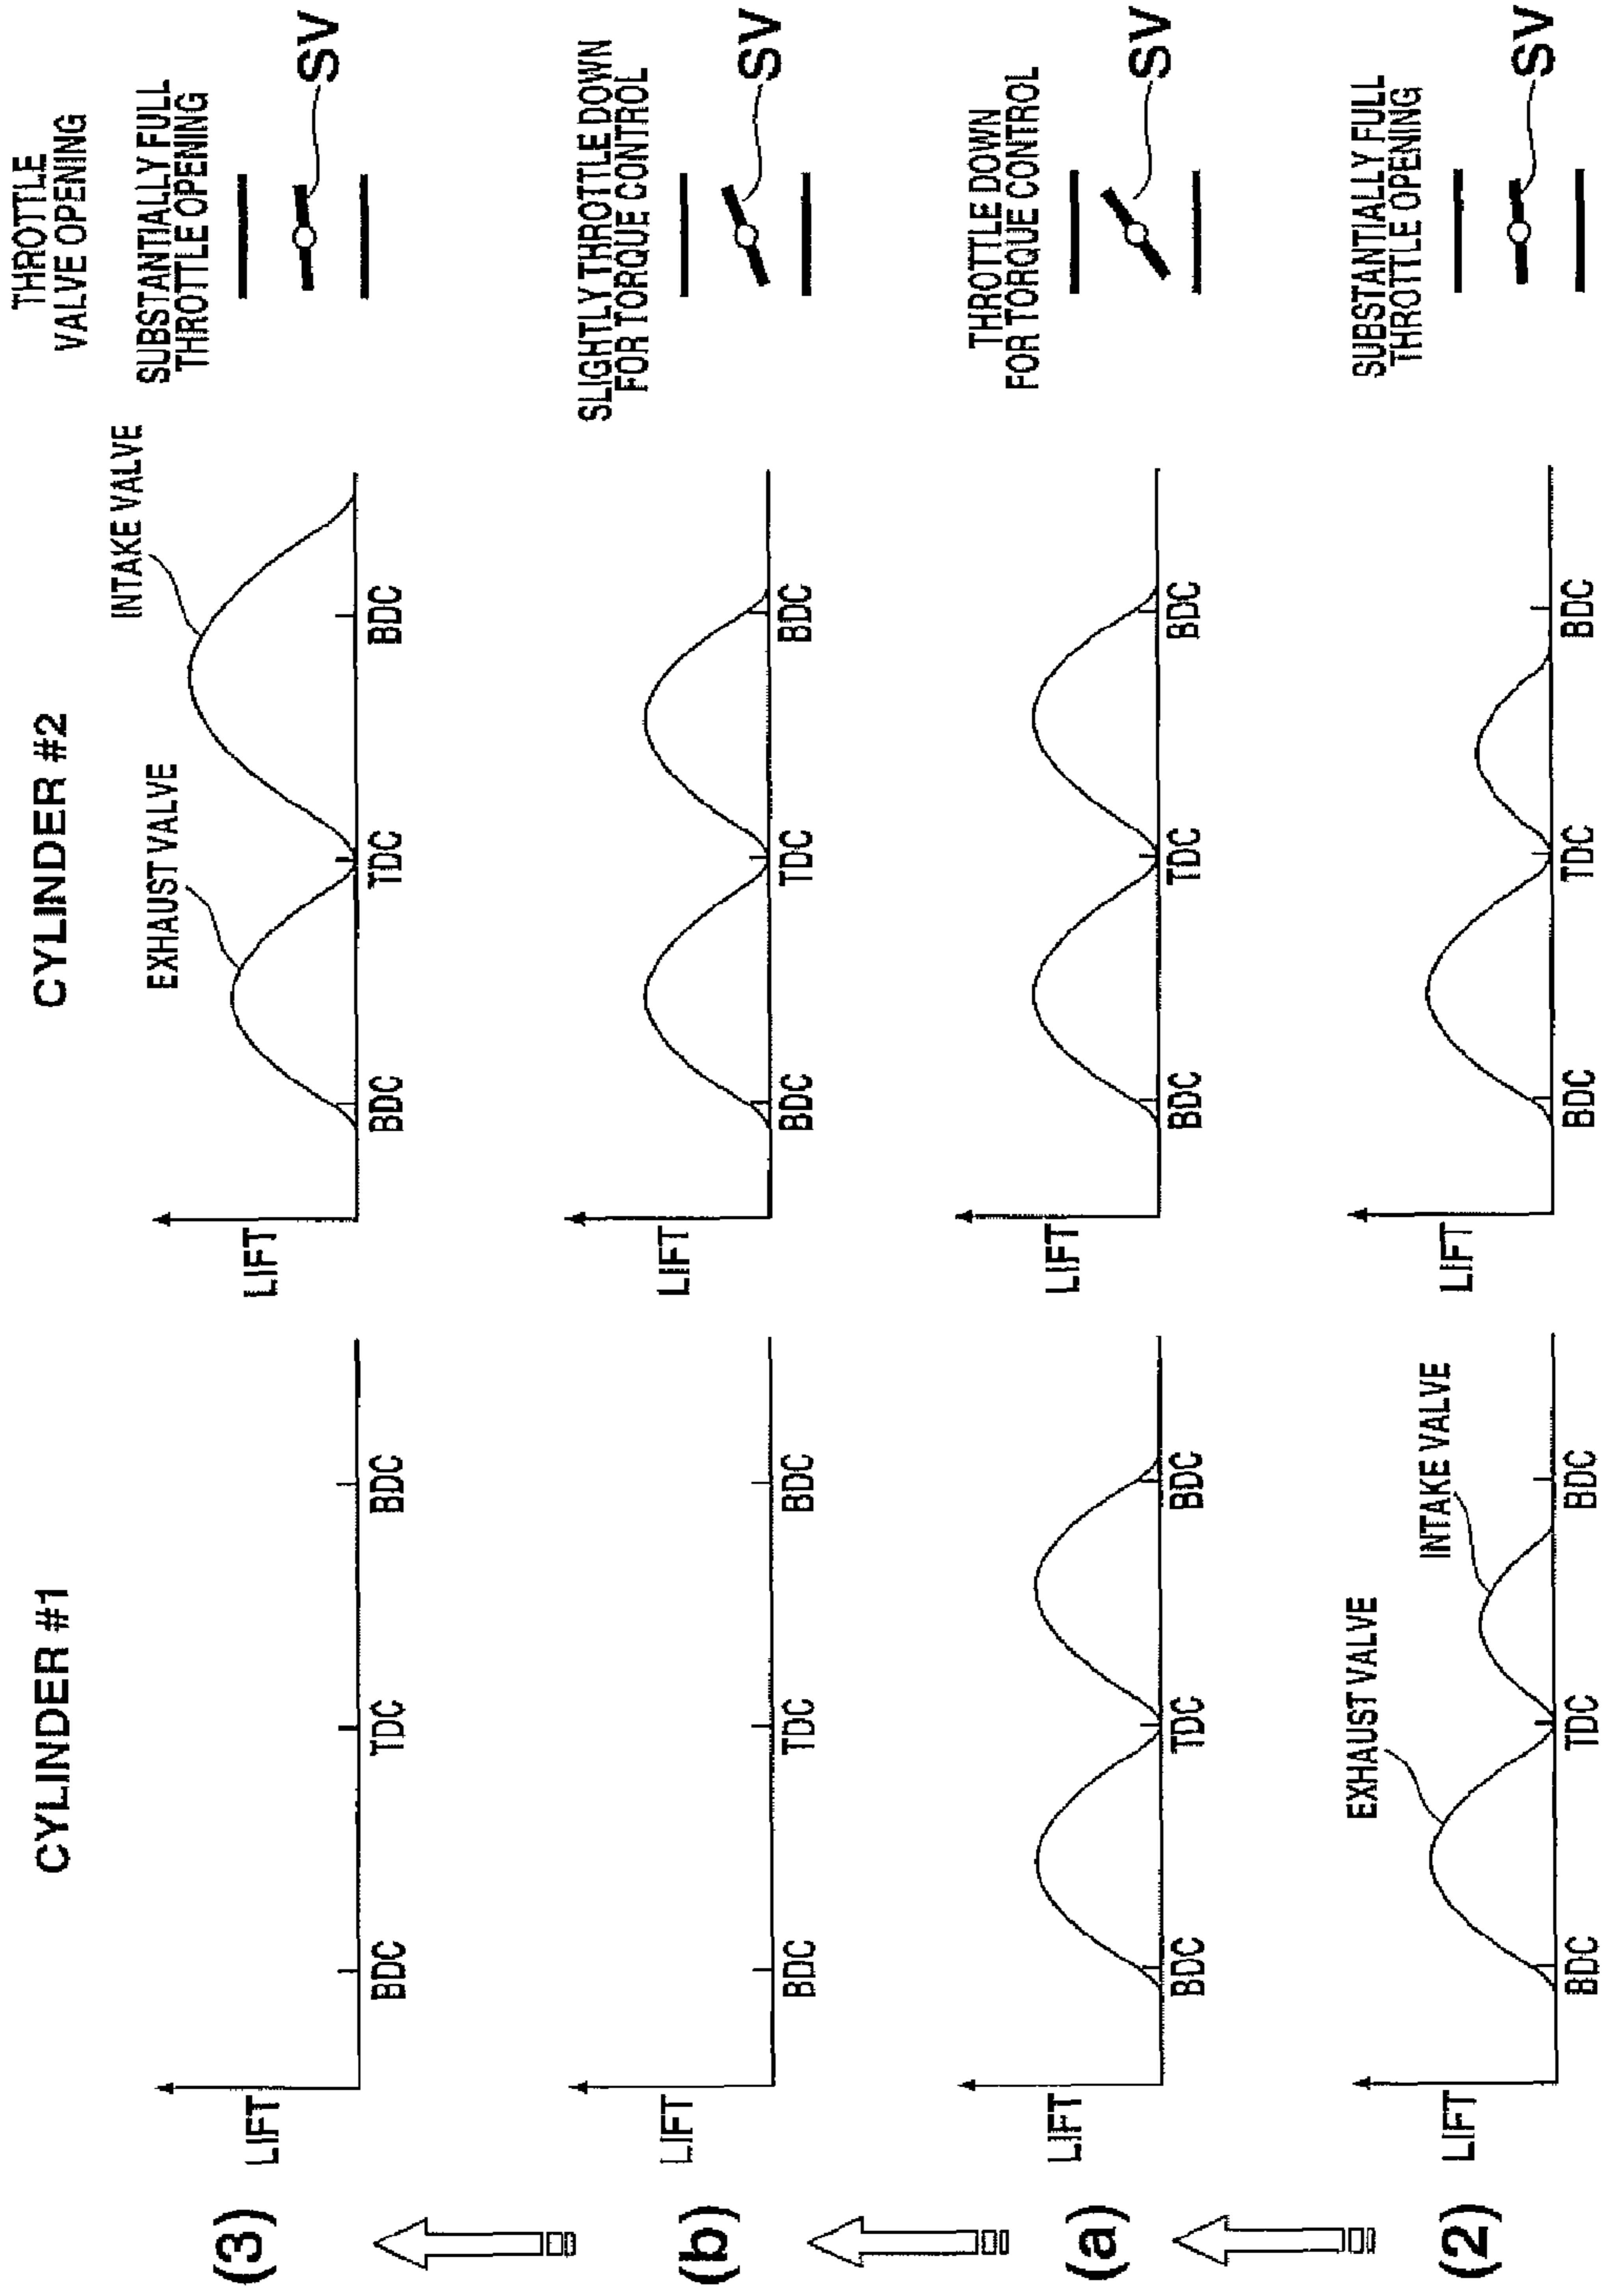 CYLINDER #1
CYLINDER #2
THROTTLE
VALVE OPENING
(3)
LIFT
BDC
TDC
BDC
LIFT
EXHAUST VALVE
INTAKE VALVE
BDC
TDC
BDC
SUBSTANTIALLY FULL
THROTTLE OPENING
SV
(b)
LIFT
BDC
TDC
BDC
LIFT
BDC
TDC
BDC
SLIGHTLY THROTTLE DOWN
FOR TORQUE CONTROL
SV
(a)
LIFT
BDC
TDC
BDC
LIFT
BDC
TDC
BDC
THROTTLE DOWN
FOR TORQUE CONTROL
SV
(2)
LIFT
EXHAUST VALVE
INTAKE VALVE
BDC
TDC
BDC
LIFT
BDC
TDC
BDC
SUBSTANTIALLY FULL
THROTTLE OPENING
SV